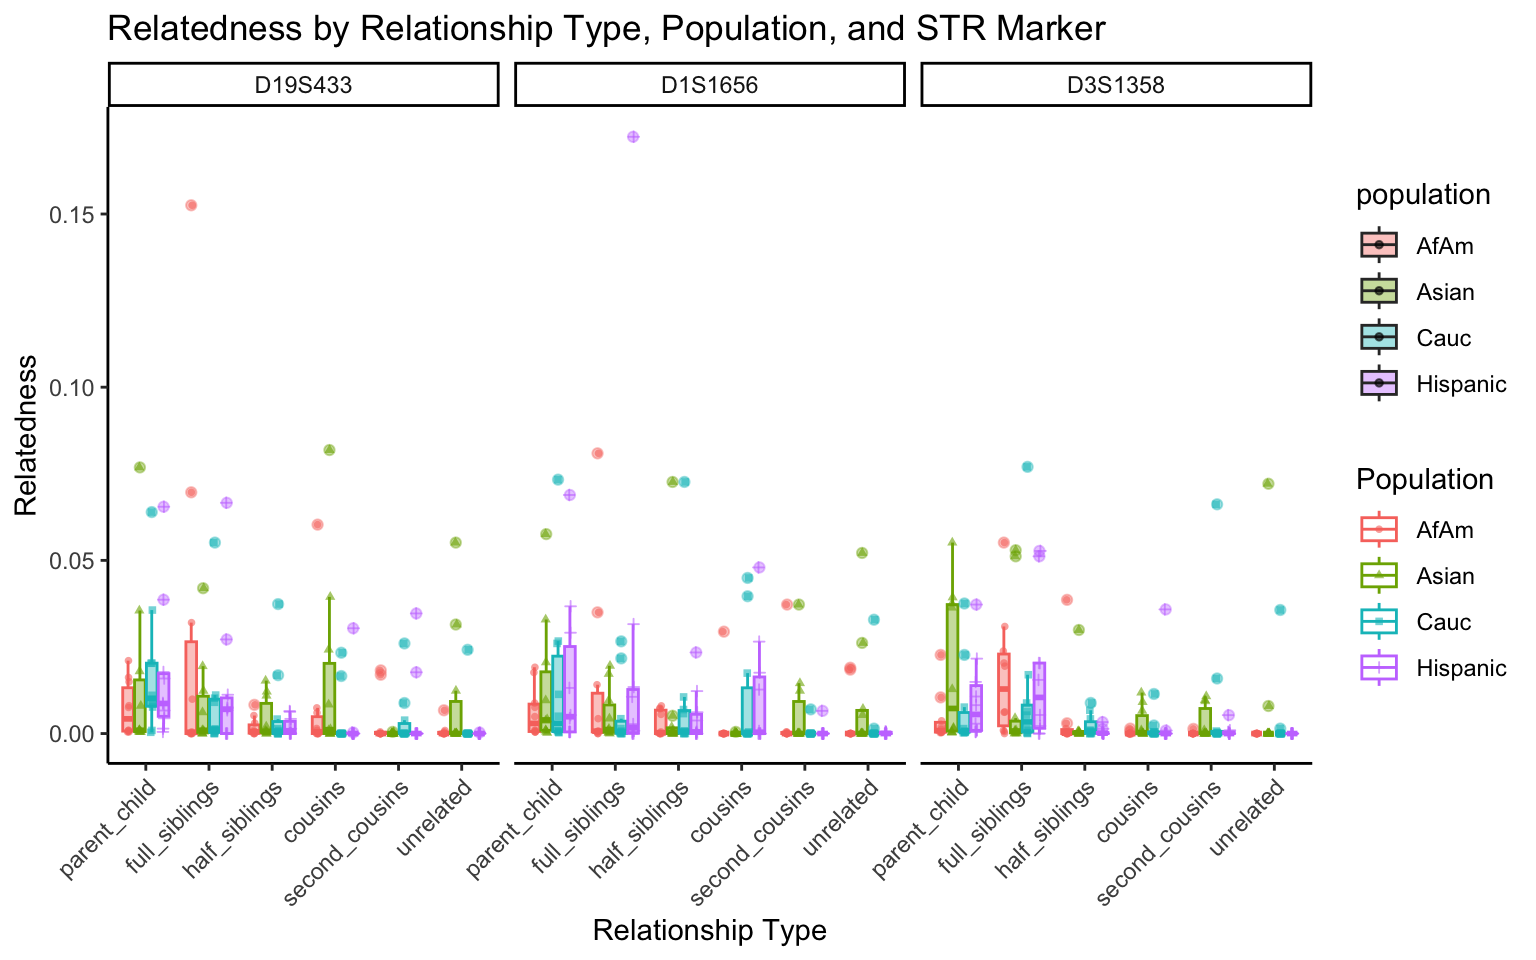 Relatedness by Relationship Type, Population, and STR Marker
D19S433
D1S1656
D3S1358
Relatedness
0.15
0.10
0.05
0.00
parent_child
full_siblings
half_siblings
cousins
second_cousins
unrelated
parent_child
full_siblings
half_siblings
cousins
second_cousins
unrelated
parent_child
full_siblings
half_siblings
cousins
second_cousins
unrelated
Relationship Type
population
AfAm
Asian
Cauc
Hispanic
Population
AfAm
Asian
Cauc
Hispanic